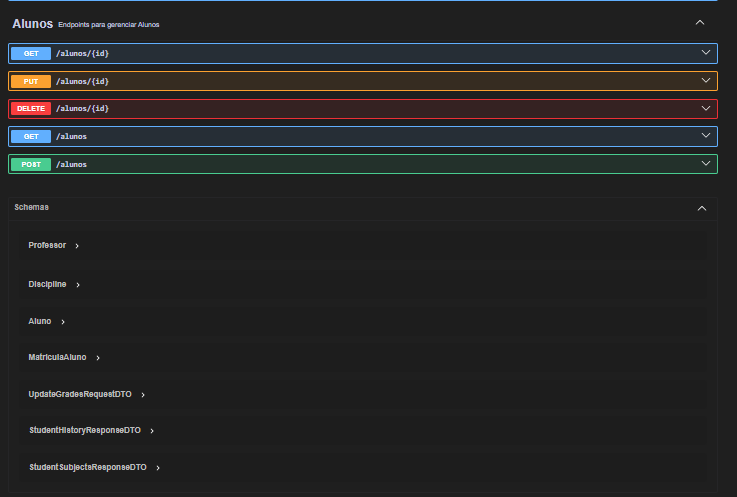 Alunos Endpoints para gerenciar Alunos
GET /alunos/{id}
PUT /alunos/{id}
DELETE /alunos/{id}
GET /alunos
POST /alunos
Schemas
Professor
Discipline
Aluno
MatriculaAluno
UpdateGradesRequestDTO
StudentHistoryResponseDTO
StudentSubjectsResponseDTO